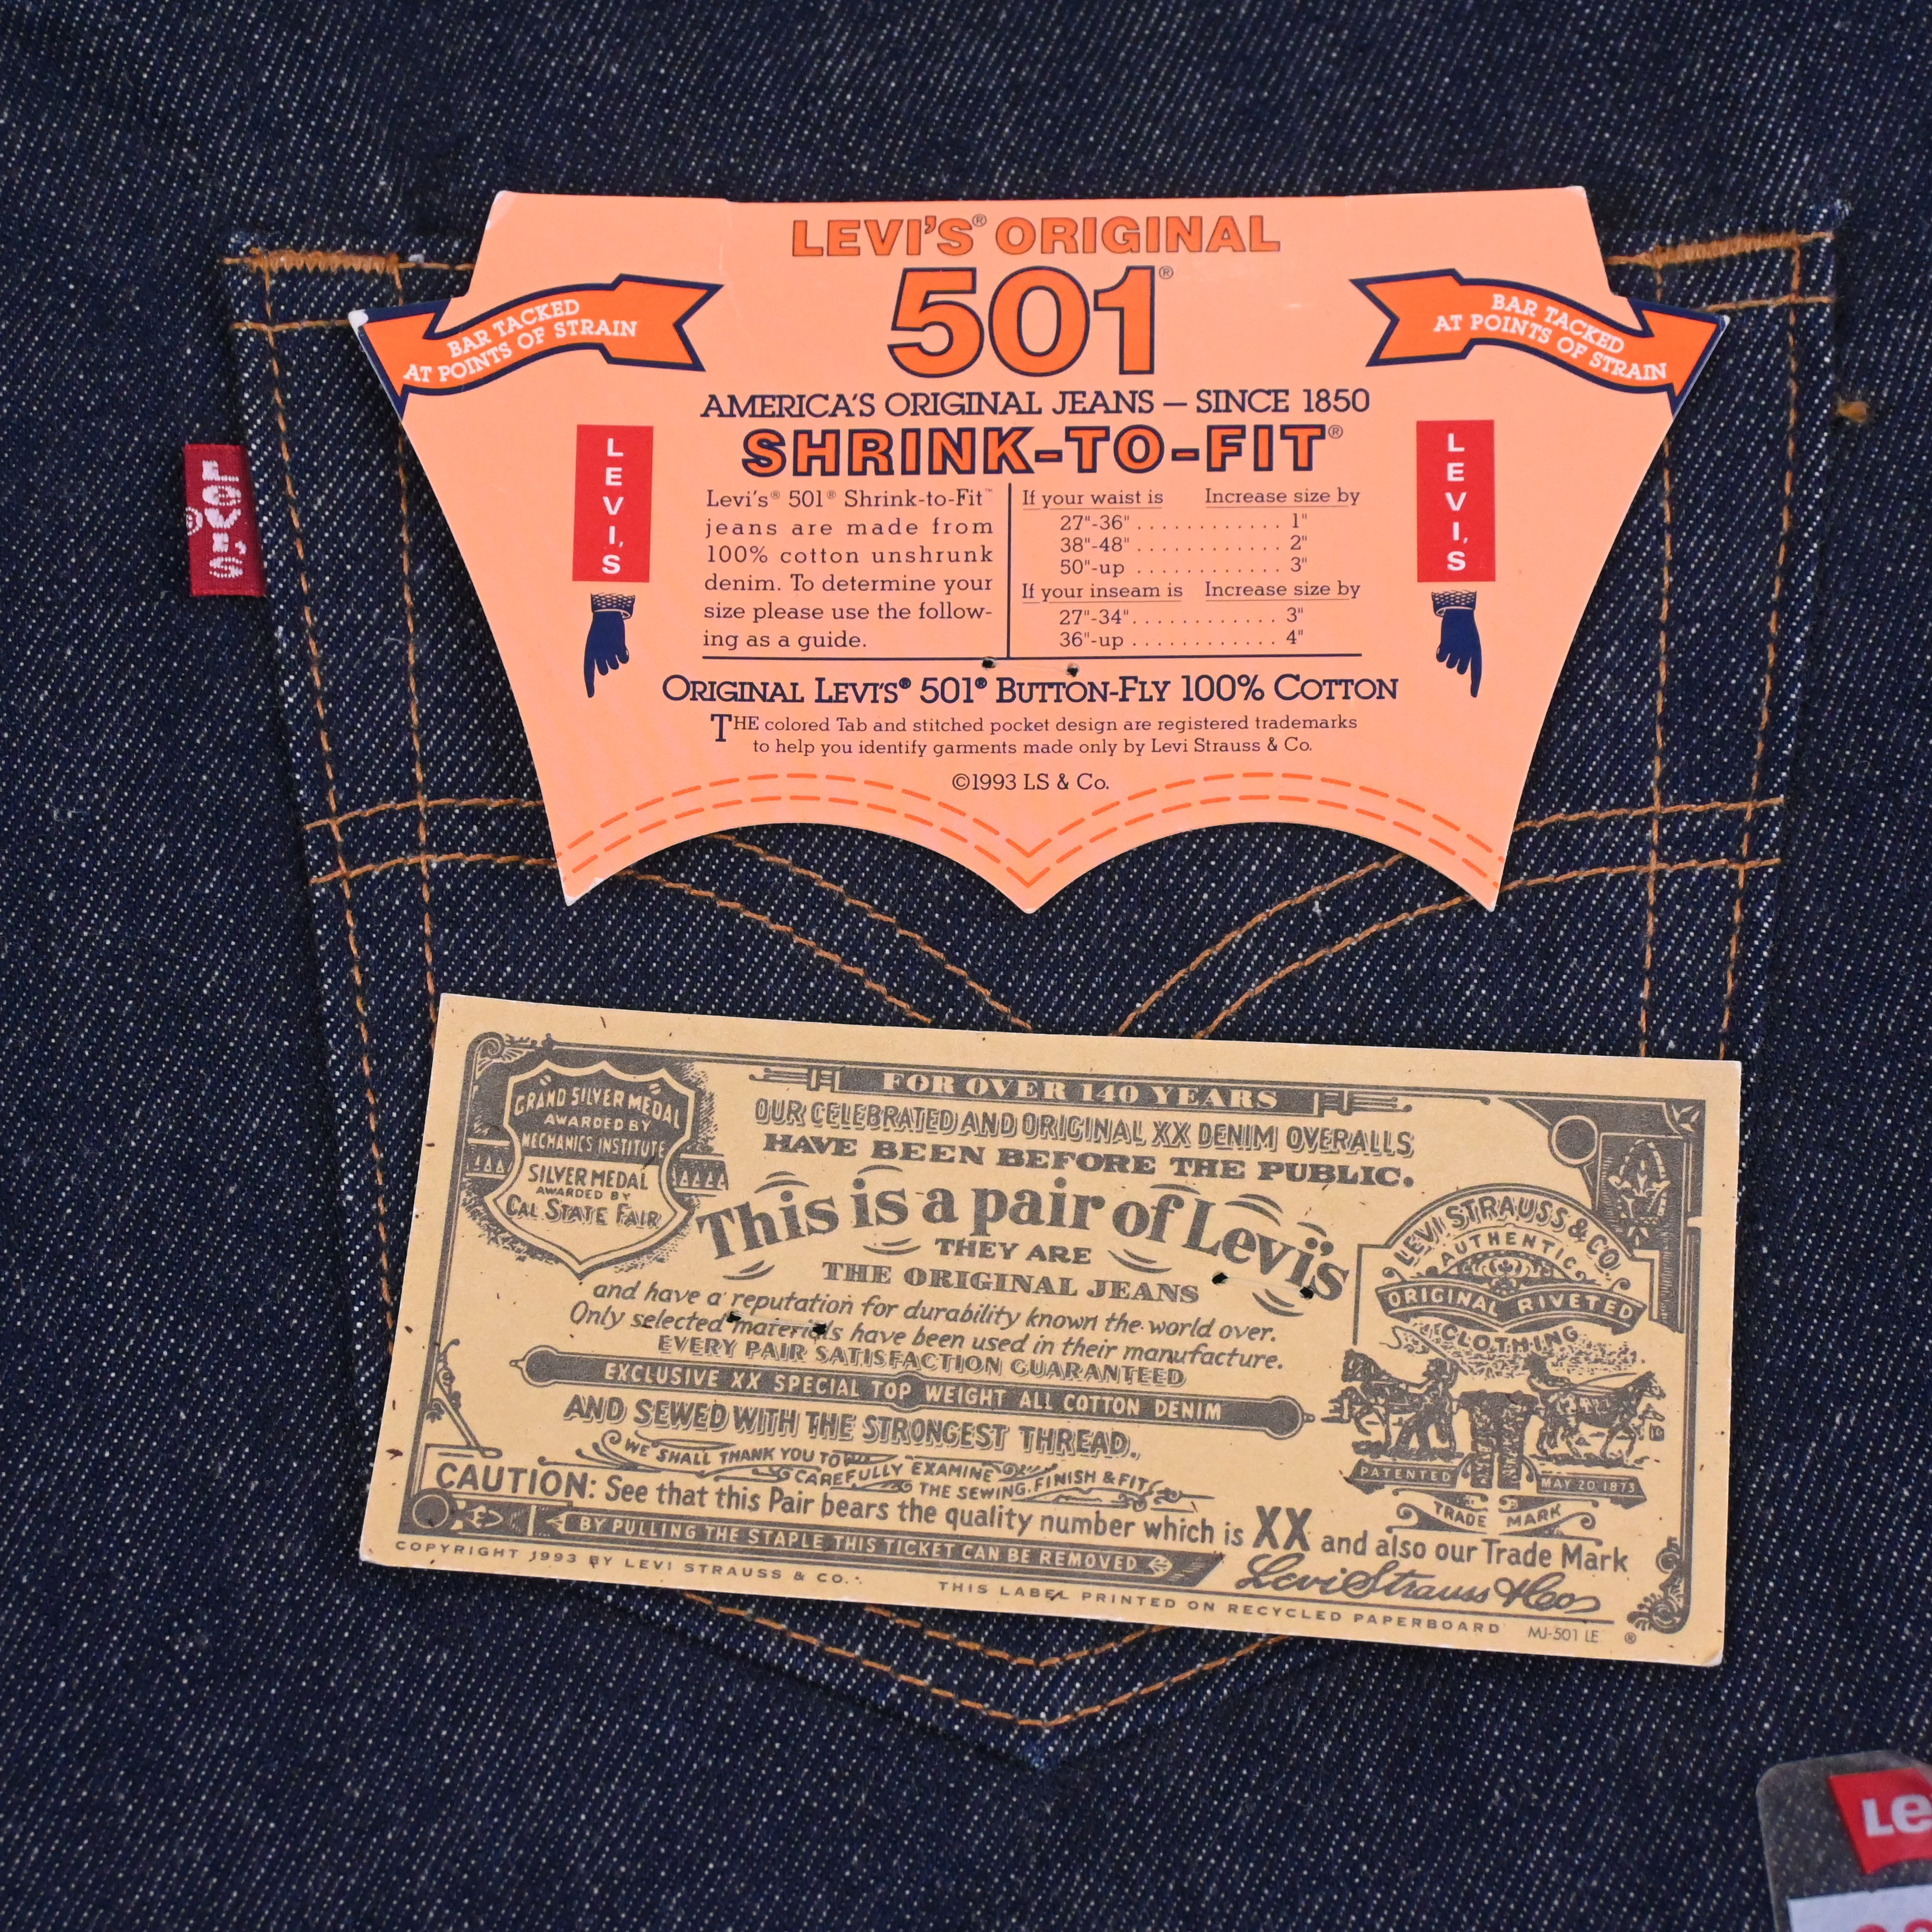 LEVI'S® ORIGINAL
501®
BAR TACKED
AT POINTS OF STRAIN
BAR TACKED
AT POINTS OF STRAIN
AMERICA'S ORIGINAL JEANS — SINCE 1850
SHRINK-TO-FIT®
LEVI'S
LEVI'S
LEVI'S
®
Levi's® 501® Shrink-to-Fit™
jeans are made from
100% cotton unshrunk
denim. To determine your
size please use the follow-
ing as a guide.
If your waist is Increase size by
27"-36" . . . . . . . . . . . . 1"
38"-48" . . . . . . . . . . . . 2"
50"-up . . . . . . . . . . . . 3"
If your inseam is Increase size by
27"-34" . . . . . . . . . . . . 3"
36"-up . . . . . . . . . . . . 4"
ORIGINAL LEVI'S® 501® BUTTON-FLY 100% COTTON
THE colored Tab and stitched pocket design are registered trademarks
to help you identify garments made only by Levi Strauss & Co.
©1993 LS & Co.
GRAND SILVER MEDAL
AWARDED BY
MECHANICS INSTITUTE
SILVER MEDAL
AWARDED BY
CAL STATE FAIR
FOR OVER 140 YEARS
OUR CELEBRATED AND ORIGINAL XX DENIM OVERALLS
HAVE BEEN BEFORE THE PUBLIC.
This is a pair of Levi's
THEY ARE
THE ORIGINAL JEANS
and have a reputation for durability known the world over.
Only selected materials have been used in their manufacture.
EVERY PAIR SATISFACTION GUARANTEED
EXCLUSIVE XX SPECIAL TOP WEIGHT ALL COTTON DENIM
AND SEWED WITH THE STRONGEST THREAD.
WE SHALL THANK YOU TO
CAREFULLY EXAMINE
THE SEWING, FINISH & FIT
CAUTION: See that this Pair bears the quality number which is XX and also our Trade Mark
BY PULLING THE STAPLE THIS TICKET CAN BE REMOVED
Levi Strauss & Co
COPYRIGHT 1993 BY LEVI STRAUSS & CO.
THIS LABEL PRINTED ON RECYCLED PAPERBOARD
MJ-501 LE ®
LEVI STRAUSS & CO.
AUTHENTIC
ORIGINAL RIVETED
CLOTHING
PATENTED MAY 20 1873
TRADE MARK
Le